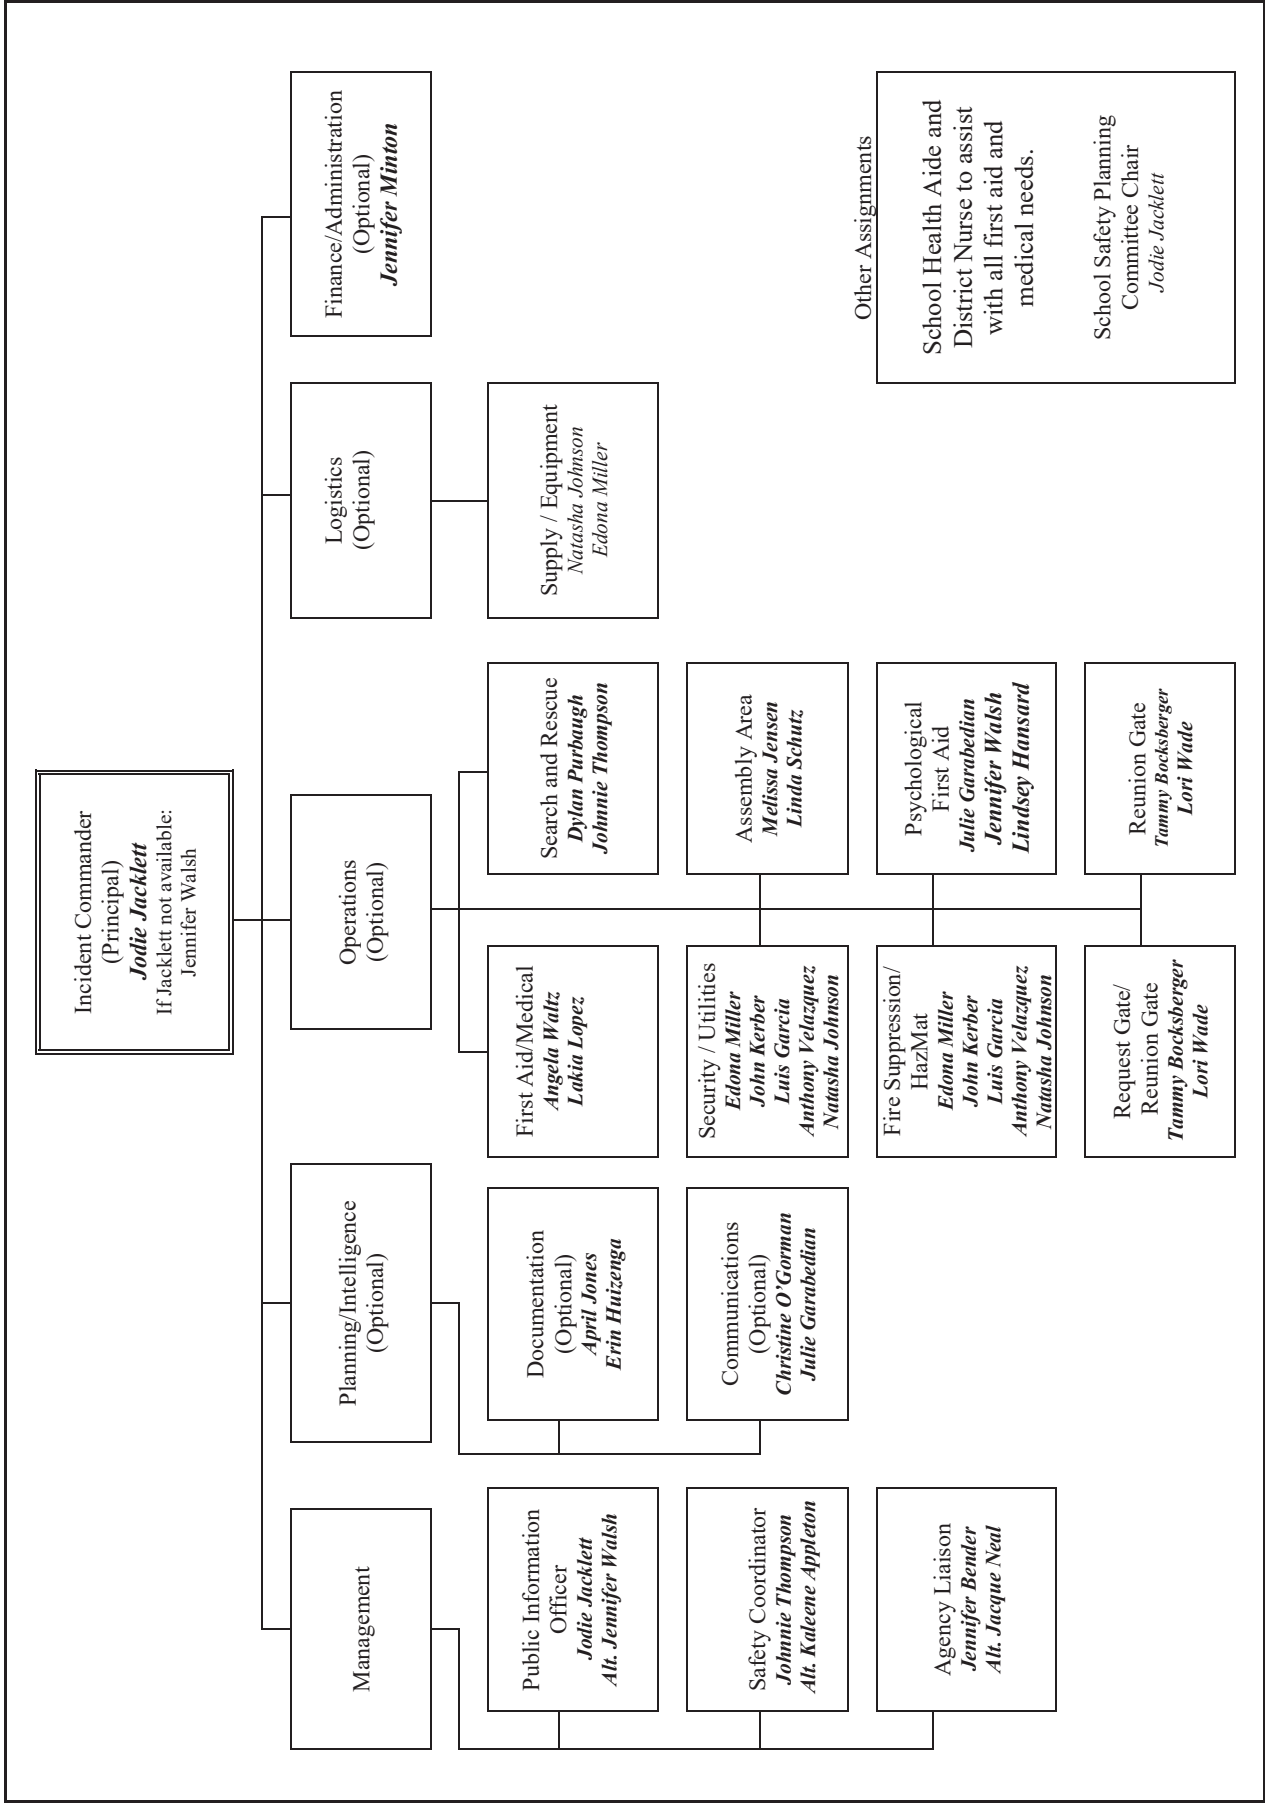 Incident Commander
(Principal)
Jodie Jacklett
If Jacklett not available:
Jennifer Walsh
Management
Planning/Intelligence
(Optional)
Operations
(Optional)
Logistics
(Optional)
Finance/Administration
(Optional)
Jennifer Minton
Public Information
Officer
Jodie Jacklett
Alt. Jennifer Walsh
Safety Coordinator
Johnnie Thompson
Alt. Kaleene Appleton
Agency Liaison
Jennifer Bender
Alt. Jacque Neal
Documentation
(Optional)
April Jones
Erin Huizenga
Communications
(Optional)
Christine O'Gorman
Julie Garabedian
First Aid/Medical
Angela Waltz
Lakia Lopez
Security / Utilities
Edona Miller
John Kerber
Luis Garcia
Anthony Velazquez
Natasha Johnson
Fire Suppression/
HazMat
Edona Miller
John Kerber
Luis Garcia
Anthony Velazquez
Natasha Johnson
Request Gate/
Reunion Gate
Tammy Bocksberger
Lori Wade
Search and Rescue
Dylan Purbaugh
Johnnie Thompson
Assembly Area
Melissa Jensen
Linda Schutz
Psychological
First Aid
Julie Garabedian
Jennifer Walsh
Lindsey Hansard
Reunion Gate
Tammy Bocksberger
Lori Wade
Supply / Equipment
Natasha Johnson
Edona Miller
Other Assignments
School Health Aide and
District Nurse to assist
with all first aid and
medical needs.
School Safety Planning
Committee Chair
Jodie Jacklett